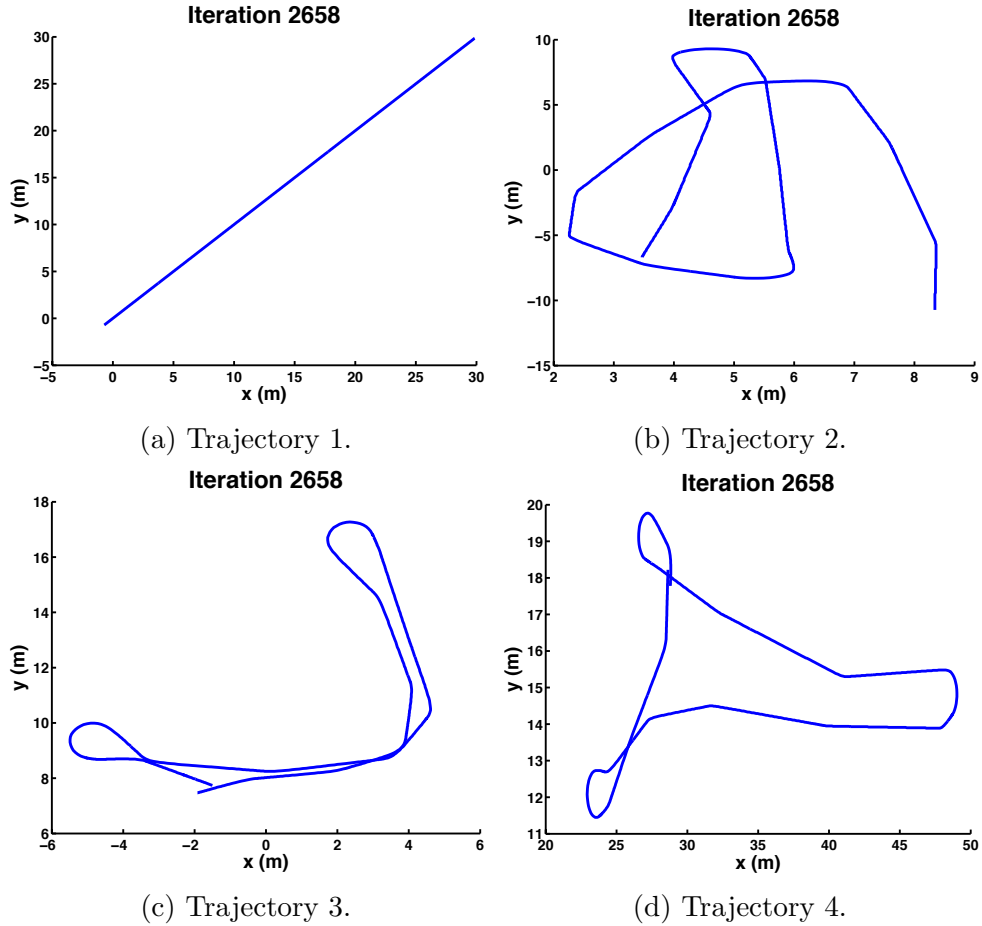 Iteration 2658
30
25
20
15
10
5
0
−5
−5 0 5 10 15 20 25 30
x (m)
y (m)
(a) Trajectory 1.
Iteration 2658
10
5
0
−5
−10
−15
2 3 4 5 6 7 8 9
x (m)
y (m)
(b) Trajectory 2.
Iteration 2658
18
16
14
12
10
8
6
−6 −4 −2 0 2 4 6
x (m)
y (m)
(c) Trajectory 3.
Iteration 2658
20
19
18
17
16
15
14
13
12
11
20 25 30 35 40 45 50
x (m)
y (m)
(d) Trajectory 4.